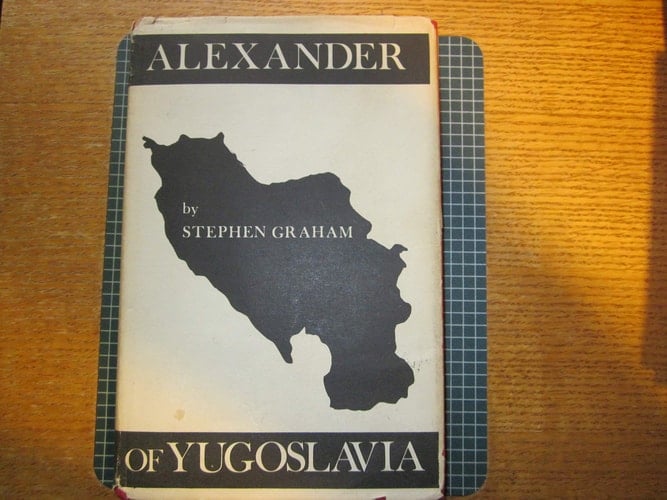 ALEXANDER
by
STEPHEN GRAHAM
OF YUGOSLAVIA